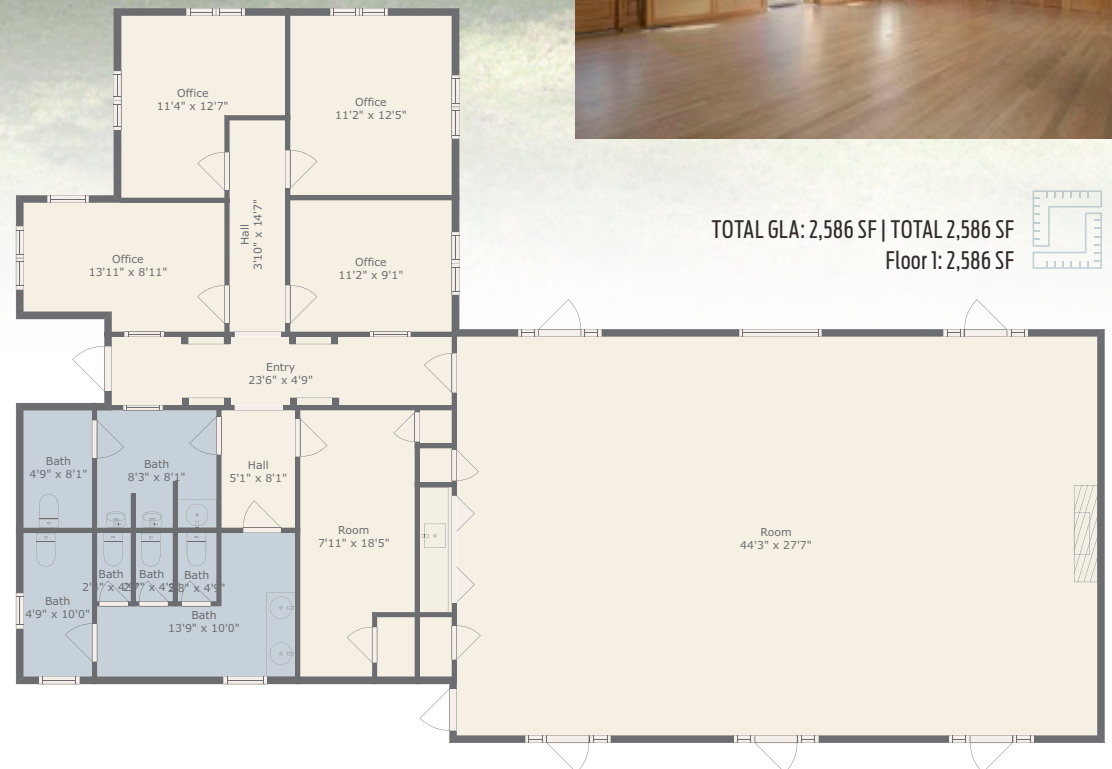 Office
11'4" x 12'7"
Office
11'2" x 12'5"
Hall
3'10" x 14'7"
TOTAL GLA: 2,586 SF | TOTAL 2,586 SF
Floor 1: 2,586 SF
Office
13'11" x 8'11"
Office
11'2" x 9'1"
Entry
23'6" x 4'9"
Bath
4'9" x 8'1"
Bath
8'3" x 8'1"
Hall
5'1" x 8'1"
Room
7'11" x 18'5"
Room
44'3" x 27'7"
Bath
Bath
Bath
Bath
4'9" x 10'0"
Bath
13'9" x 10'0"